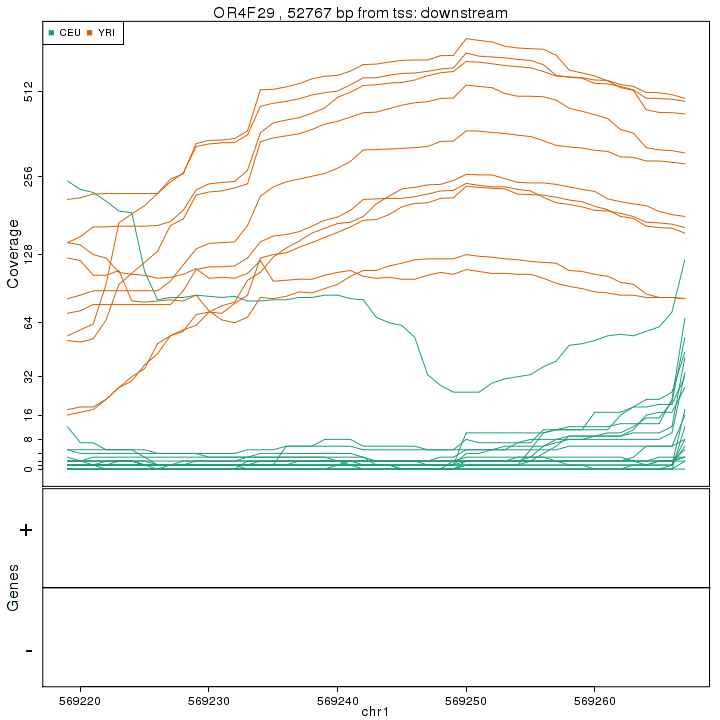 OR4F29 , 52767 bp from tss: downstream
CEU YRI
Coverage
512
256
128
64
32
16
8
0
+
Genes
-
569220 569230 569240 569250 569260
chr1